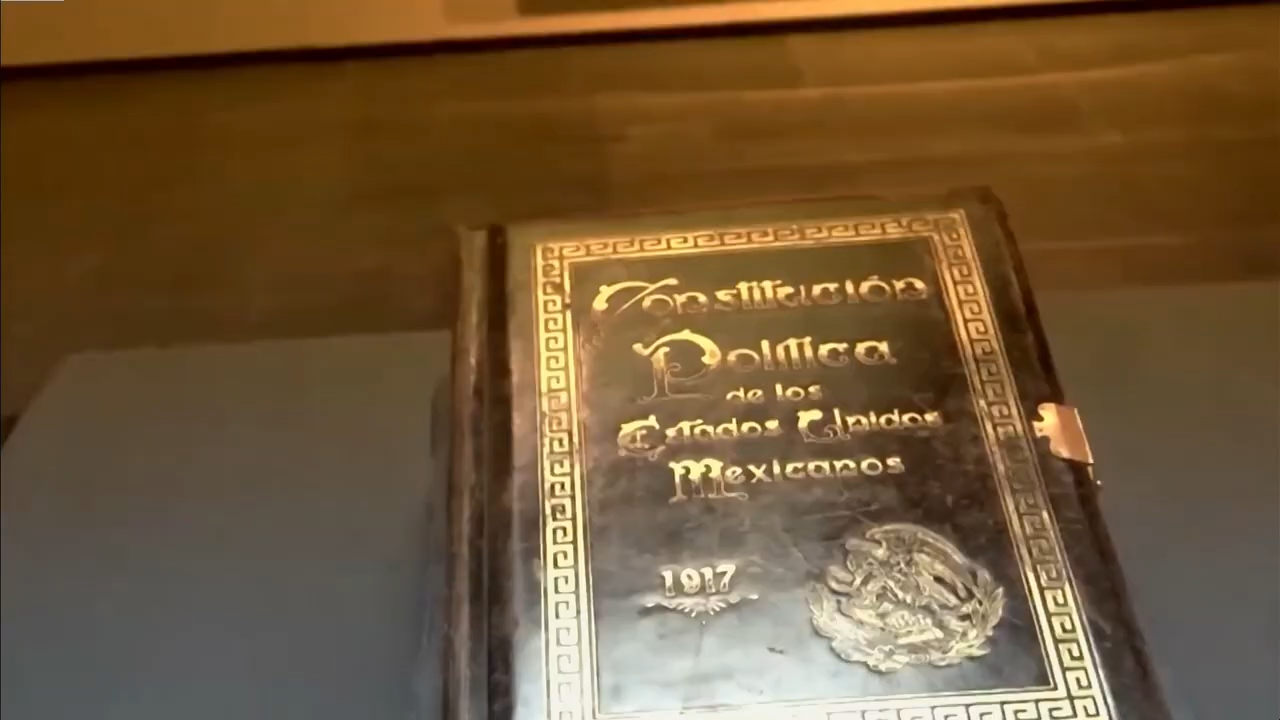 Constitución
Política
de los
Estados Unidos
Mexicanos
1917